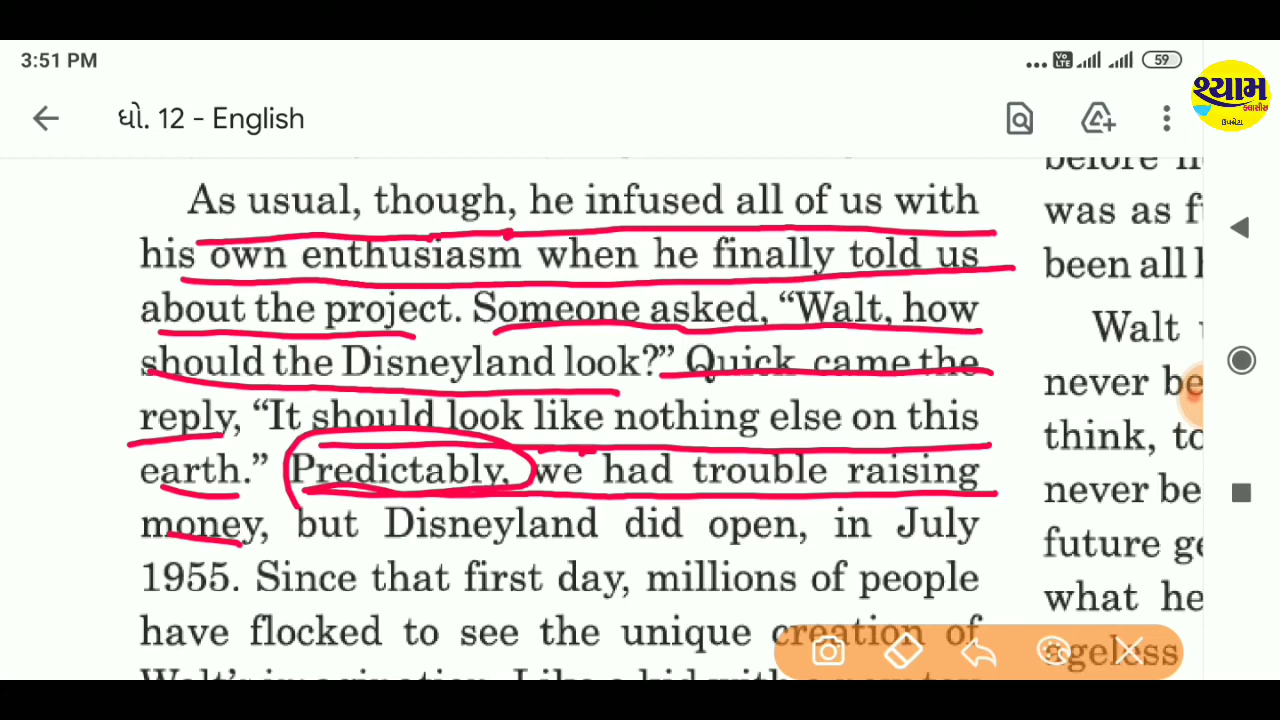 3:51 PM
59
ધો. 12 - English
શ્યામ
ક્લાસીસ
ઉપલેટા
As usual, though, he infused all of us with
his own enthusiasm when he finally told us
about the project. Someone asked, “Walt, how
should the Disneyland look?” Quick came the
reply, “It should look like nothing else on this
earth.” Predictably, we had trouble raising
money, but Disneyland did open, in July
1955. Since that first day, millions of people
have flocked to see the unique creation of
was as f
been all
Walt
never be
think, to
never be
future ge
what he
ageless